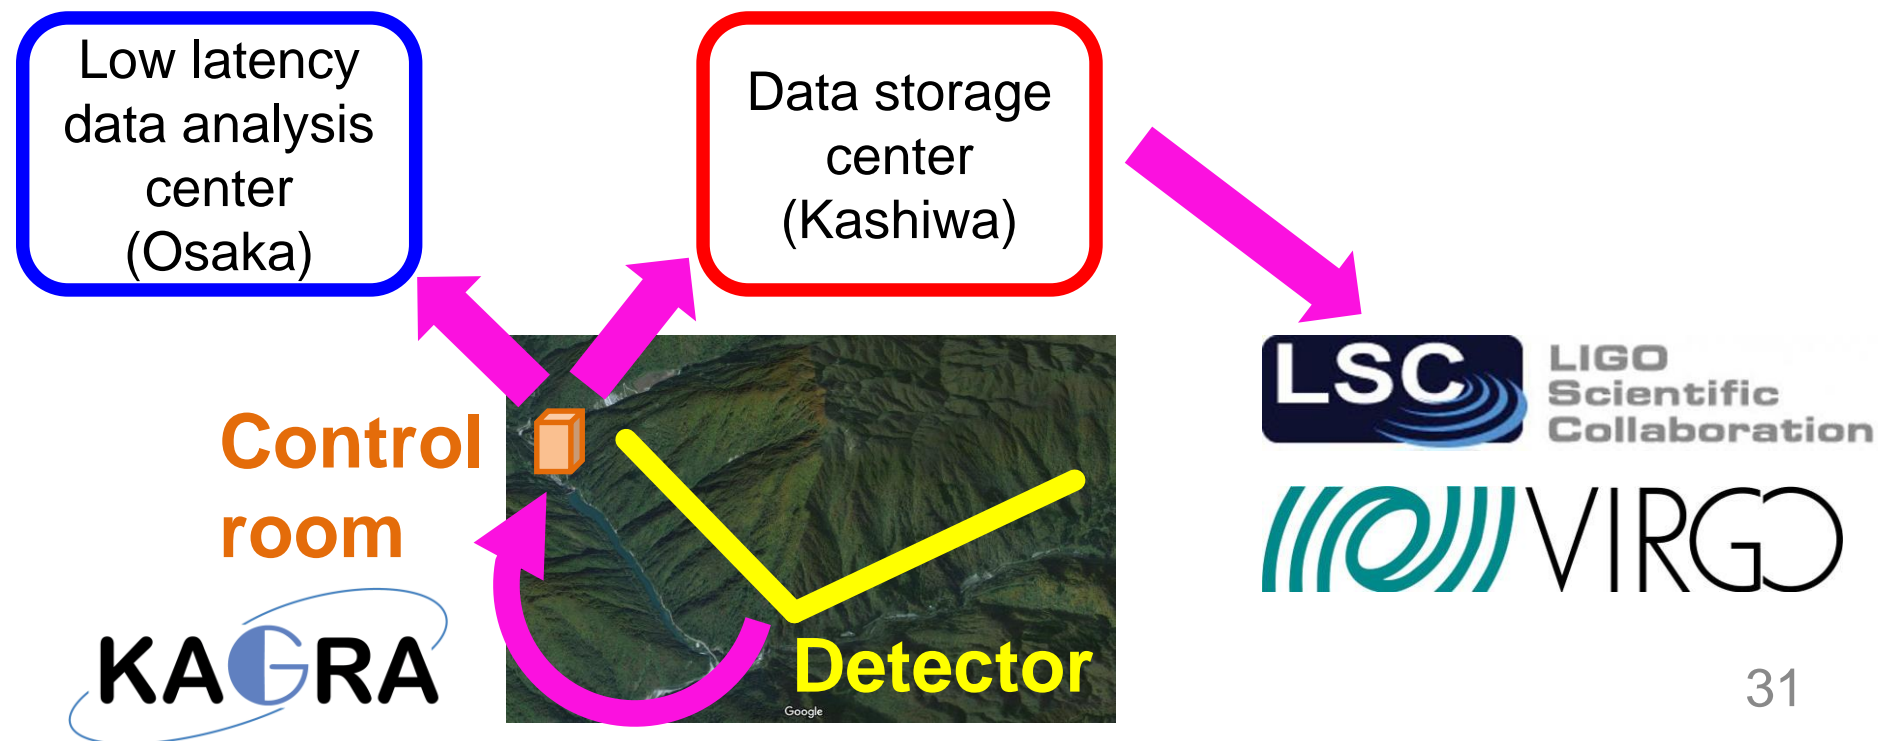 Low latency
data analysis
center
(Osaka)
Data storage
center
(Kashiwa)
LSC
LIGO
Scientific
Collaboration
Control
room
VIRGO
KAGRA
Detector
Google
31